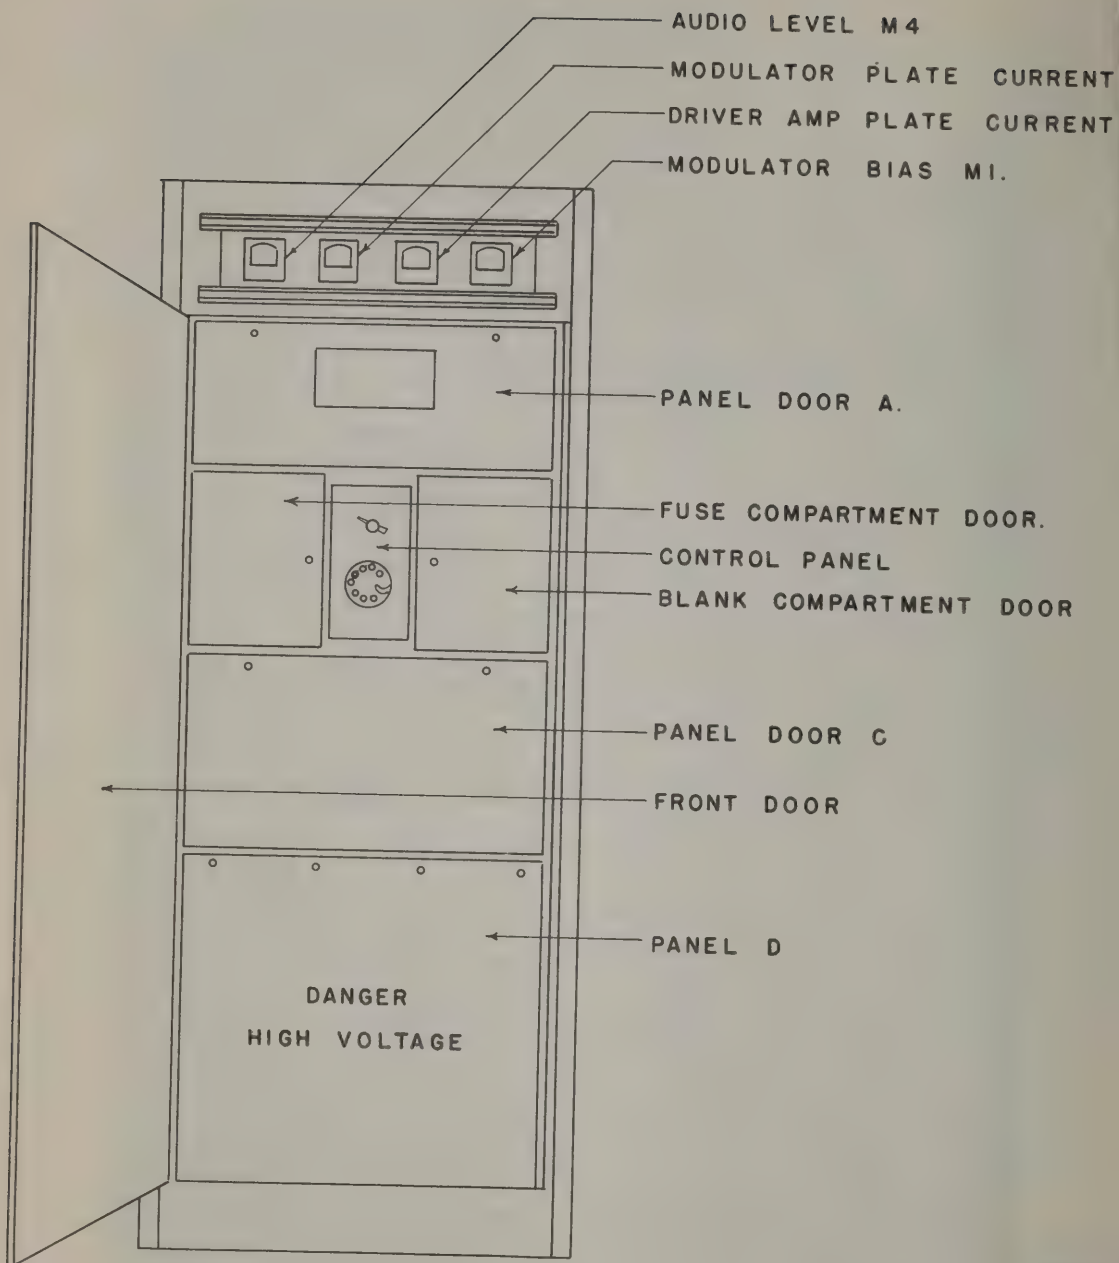 AUDIO LEVEL M4
MODULATOR PLATE CURRENT
DRIVER AMP PLATE CURRENT
MODULATOR BIAS M1.
PANEL DOOR A.
FUSE COMPARTMENT DOOR.
CONTROL PANEL
BLANK COMPARTMENT DOOR
PANEL DOOR C
FRONT DOOR
PANEL D
DANGER
HIGH VOLTAGE